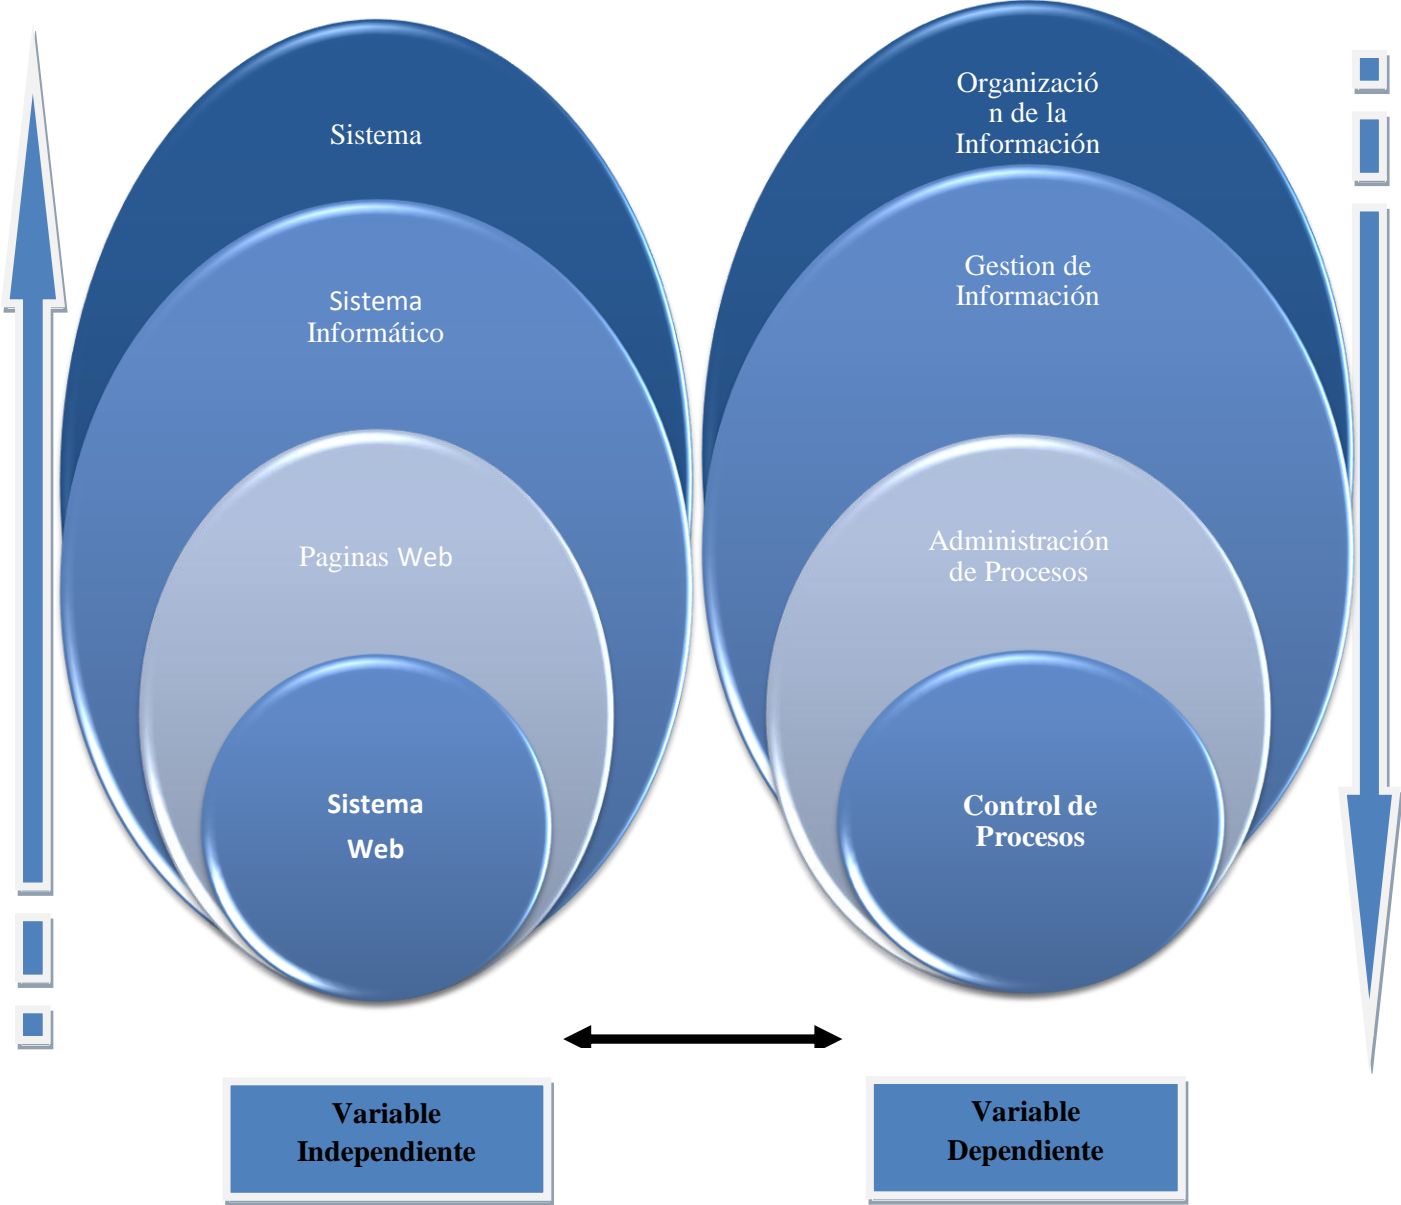 Sistema
Sistema
Informático
Paginas Web
Sistema
Web
Organizació
n de la
Información
Gestion de
Información
Administración
de Procesos
Control de
Procesos
Variable
Independiente
Variable
Dependiente